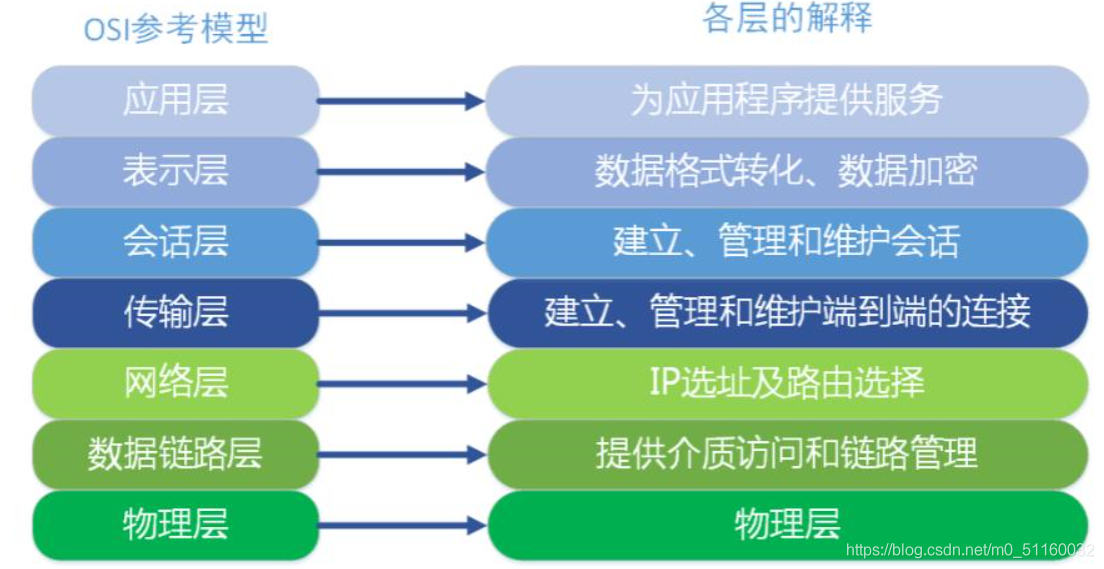 OSI参考模型 各层的解释
应用层 为应用程序提供服务
表示层 数据格式转化、数据加密
会话层 建立、管理和维护会话
传输层 建立、管理和维护端到端的连接
网络层 IP选址及路由选择
数据链路层 提供介质访问和链路管理
物理层 物理层
https://blog.csdn.net/m0_51160032